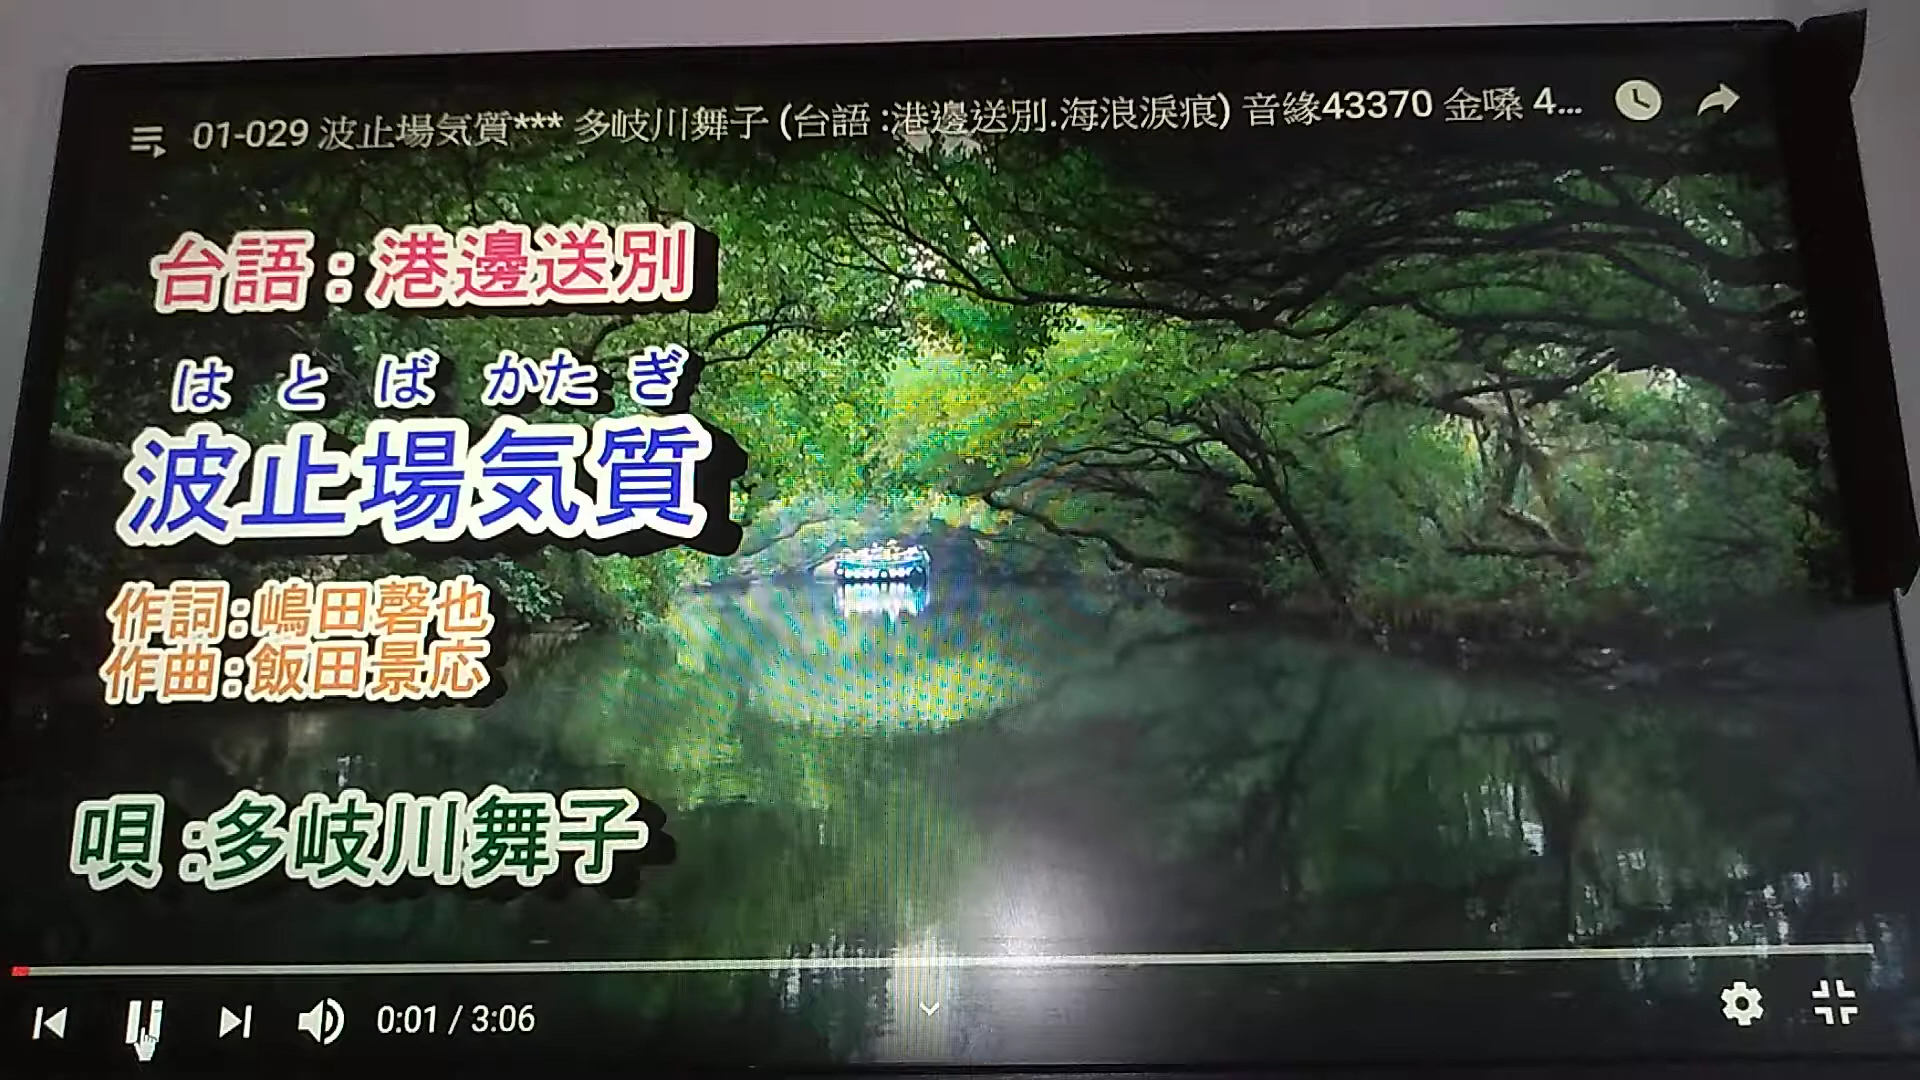 01-029 波止場気質*** 多岐川舞子 (台語 :港邊送別.海浪淚痕) 音緣43370 金嗓 4...
台語:港邊送別
はとばかたぎ
波止場気質
作詞:嶋田磬也
作曲:飯田景応
唄:多岐川舞子
0:01 / 3:06